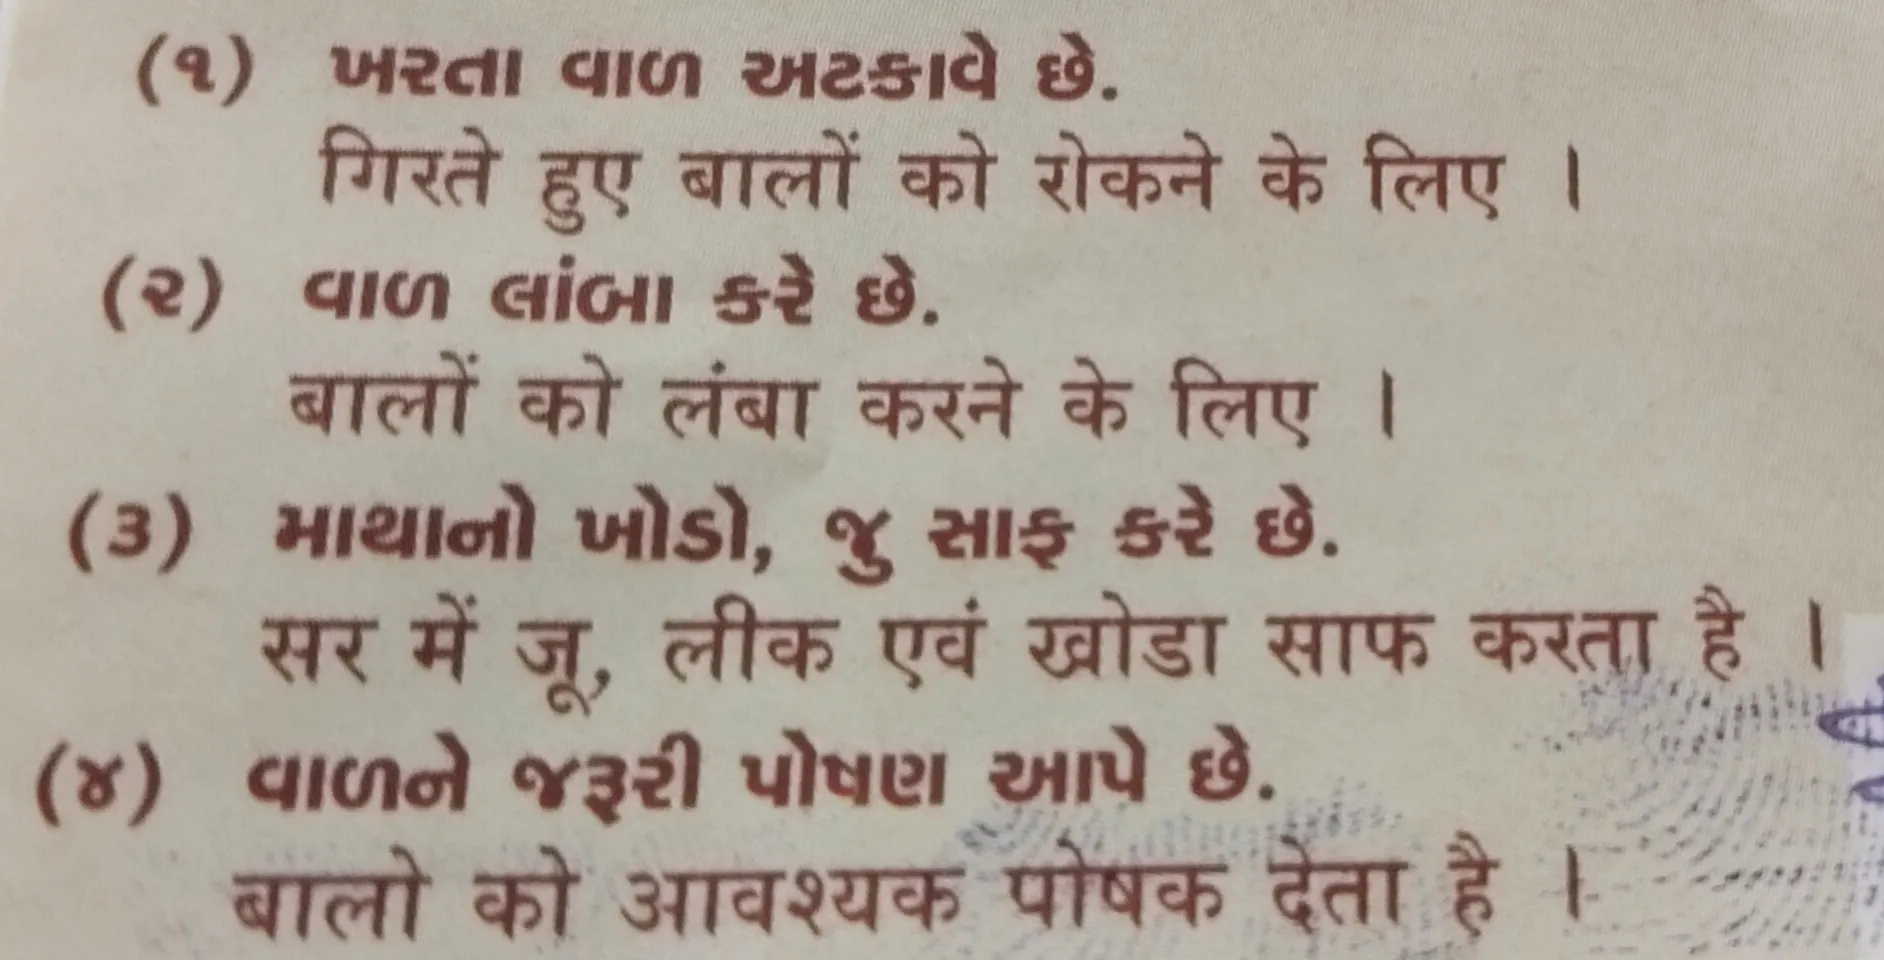 (૧) ખરતા વાળ અટકાવે છે.
गिरते हुए बालों को रोकने के लिए ।
(૨) વાળ લાંબા કરે છે.
बालों को लंबा करने के लिए ।
(૩) માથાનો ખોડો, જુ સાફ કરે છે.
सर में जू, लीक एवं खोडा साफ करता है ।
(૪) વાળને જરૂરી પોષણ આપે છે.
बालो को आवश्यक पोषक देता है ।